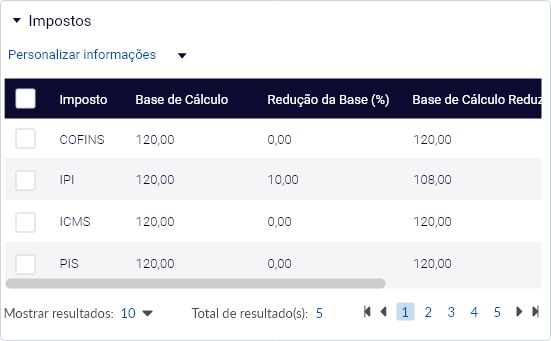 Impostos
Personalizar informações
Imposto Base de Cálculo Redução da Base (%) Base de Cálculo Reduz
COFINS 120,00 0,00 120,00
IPI 120,00 10,00 108,00
ICMS 120,00 0,00 120,00
PIS 120,00 0,00 120,00
Mostrar resultados: 10 Total de resultado(s): 5 1 2 3 4 5